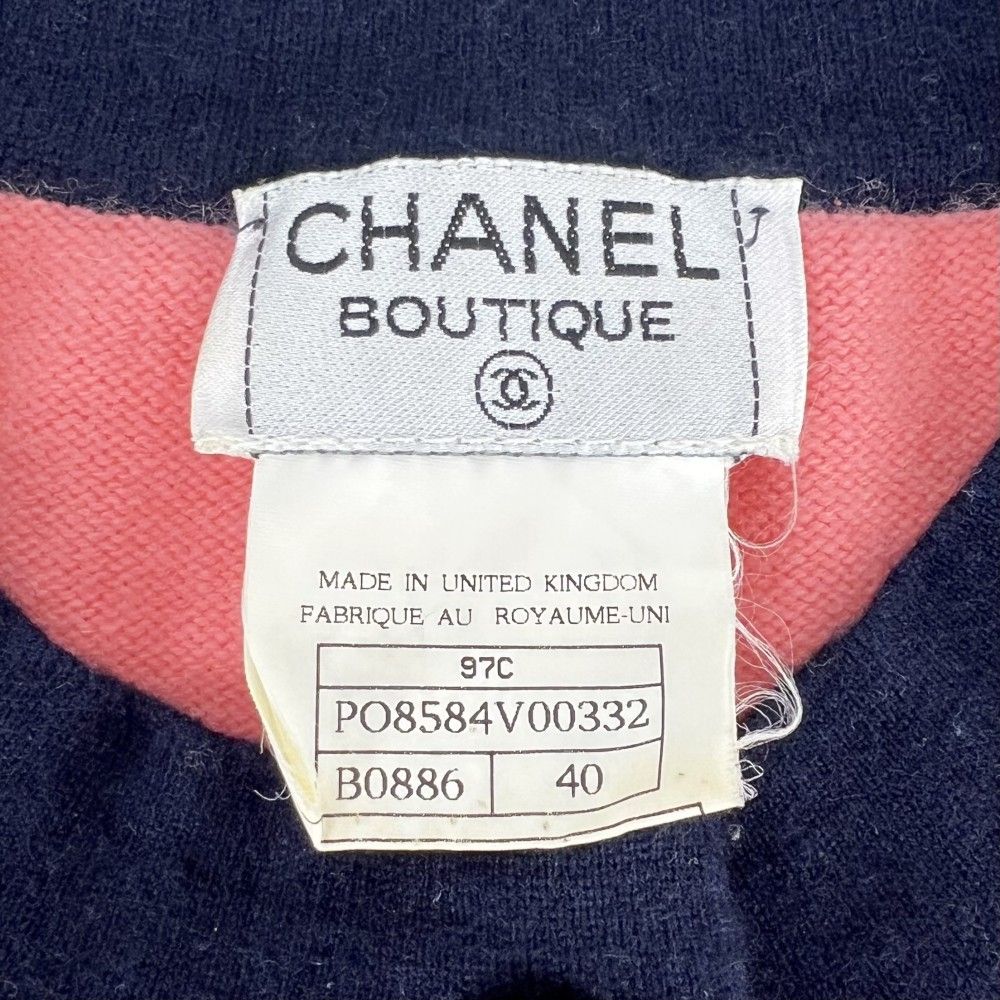 CHANEL
BOUTIQUE
MADE IN UNITED KINGDOM
FABRIQUE AU ROYAUME-UNI
97C
PO8584V00332
B0886 40